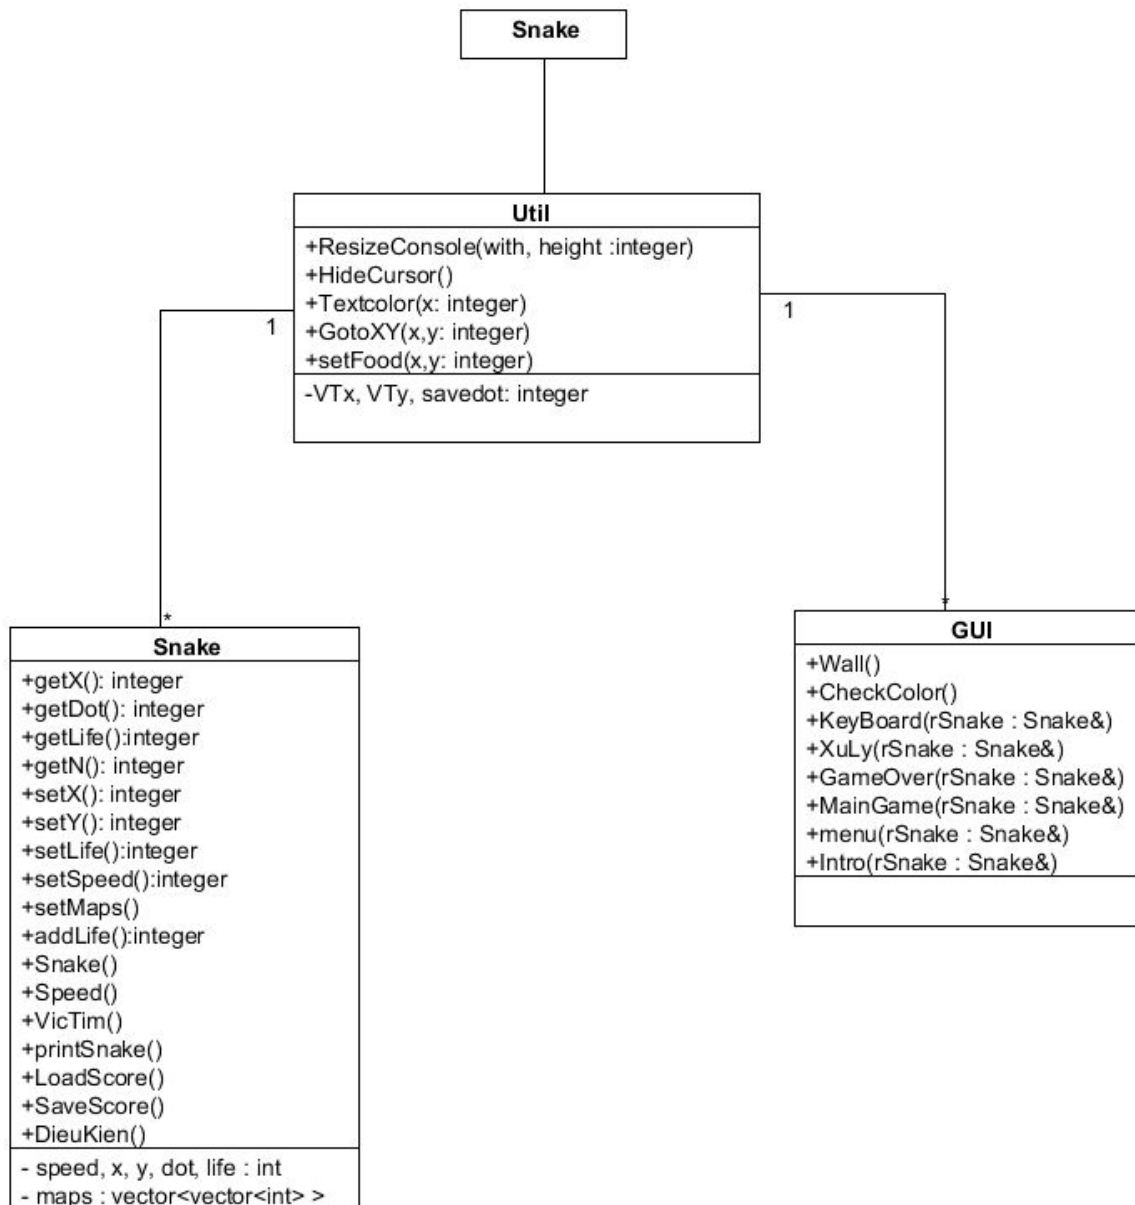 Snake
Util
+ResizeConsole(with, height :integer)
+HideCursor()
+Textcolor(x: integer)
+GotoXY(x,y: integer)
+setFood(x,y: integer)
-VTx, VTy, savedot: integer
1
1
*
*
Snake
+getX(): integer
+getDot(): integer
+getLife():integer
+getN(): integer
+setX(): integer
+setY(): integer
+setLife():integer
+setSpeed():integer
+setMaps()
+addLife():integer
+Snake()
+Speed()
+VicTim()
+printSnake()
+LoadScore()
+SaveScore()
+DieuKien()
- speed, x, y, dot, life : int
- maps : vector<vector<int> >
GUI
+Wall()
+CheckColor()
+KeyBoard(rSnake : Snake&)
+XuLy(rSnake : Snake&)
+GameOver(rSnake : Snake&)
+MainGame(rSnake : Snake&)
+menu(rSnake : Snake&)
+Intro(rSnake : Snake&)